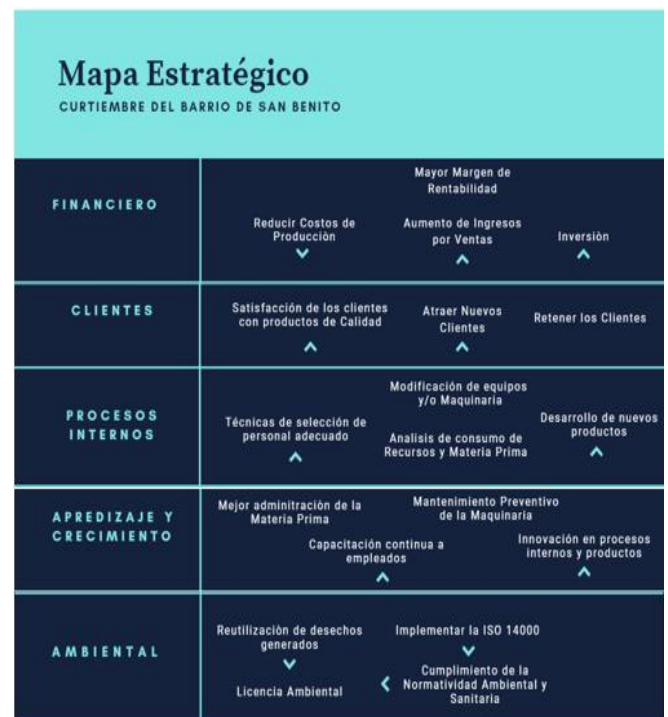 Mapa Estratégico
CURTIEMBRE DEL BARRIO DE SAN BENITO
FINANCIERO
Mayor Margen de
Rentabilidad
Reducir Costos de
Producciòn
Aumento de Ingresos
por Ventas
Inversiòn
CLIENTES
Satisfacción de los clientes
con productos de Calidad
Atraer Nuevos
Clientes
Retener los Clientes
PROCESOS
INTERNOS
Modificación de equipos
y/o Maquinaria
Técnicas de selección de
personal adecuado
Analisis de consumo de
Recursos y Materia Prima
Desarrollo de nuevos
productos
APREDIZAJE Y
CRECIMIENTO
Mejor adminitración de la
Materia Prima
Mantenimiento Preventivo
de la Maquinaria
Capacitación continua a
empleados
Innovación en procesos
internos y productos
AMBIENTAL
Reutilizaciòn de desechos
generados
Implementar la ISO 14000
Licencia Ambiental
Cumplimiento de la
Normatividad Ambiental y
Sanitaria